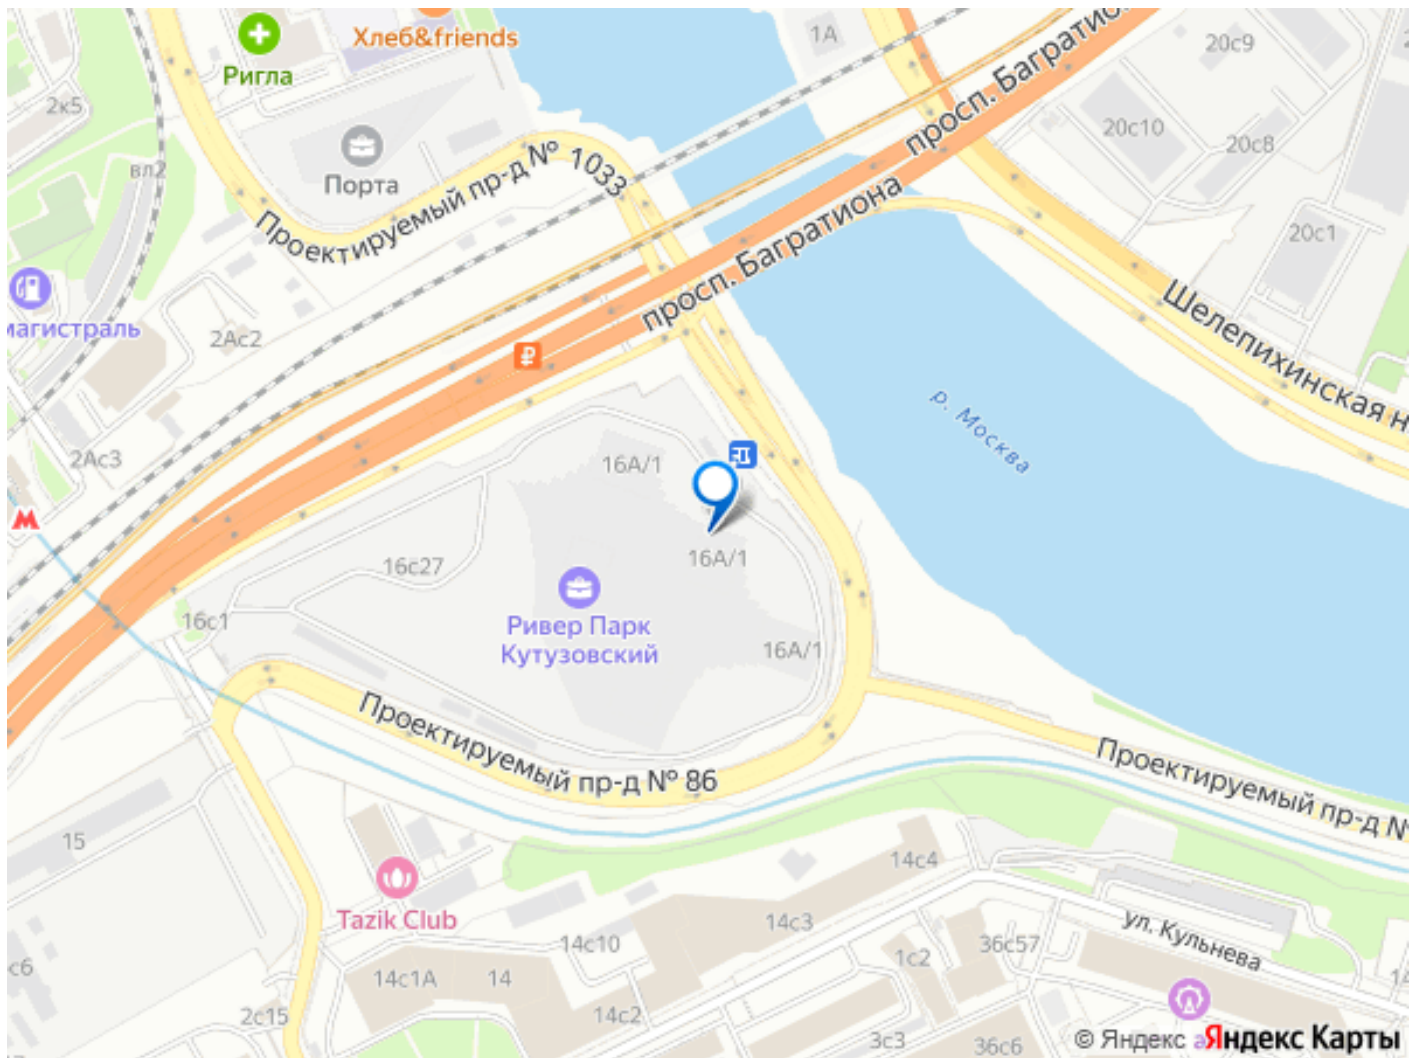 Хлеб&friends
1А
просп. Багратиона
20с9
Ригла
2к5
20с10
20с8
вл2
Порта
Проектируемый пр-д № 1033
20с1
просп. Багратиона
магистраль
2Ас2
Шелепихинская н
р. Москва
2Ас3
16А/1
16А/1
16с27
16с1
Ривер Парк
Кутузовский
16А/1
Проектируемый пр-д № 86
Проектируемый пр-д №
15
14с4
Tazik Club
14с3
ул. Кульнева
14с10
36с57
1с2
с6
14с1А
14
14
14с2
2с15
3с3
36с6
© Яндекс
Яндекс Карты